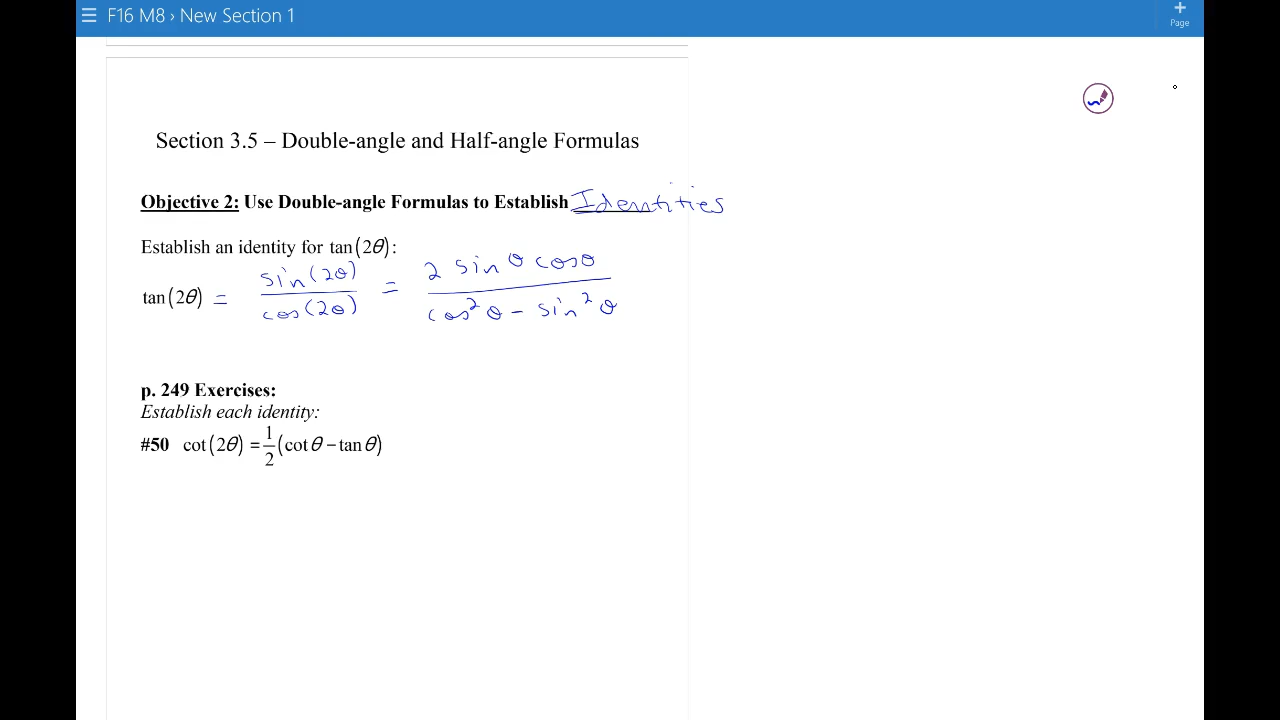 F16 M8 › New Section 1
+
Page
Section 3.5 – Double-angle and Half-angle Formulas
Objective 2: Use Double-angle Formulas to Establish Identities
Establish an identity for tan(2θ):
tan(2θ) = sin(2θ)/cos(2θ) = 2 sin θ cos θ/cos² θ – sin² θ
p. 249 Exercises:
Establish each identity:
#50 cot(2θ) = 1/2 (cot θ – tan θ)